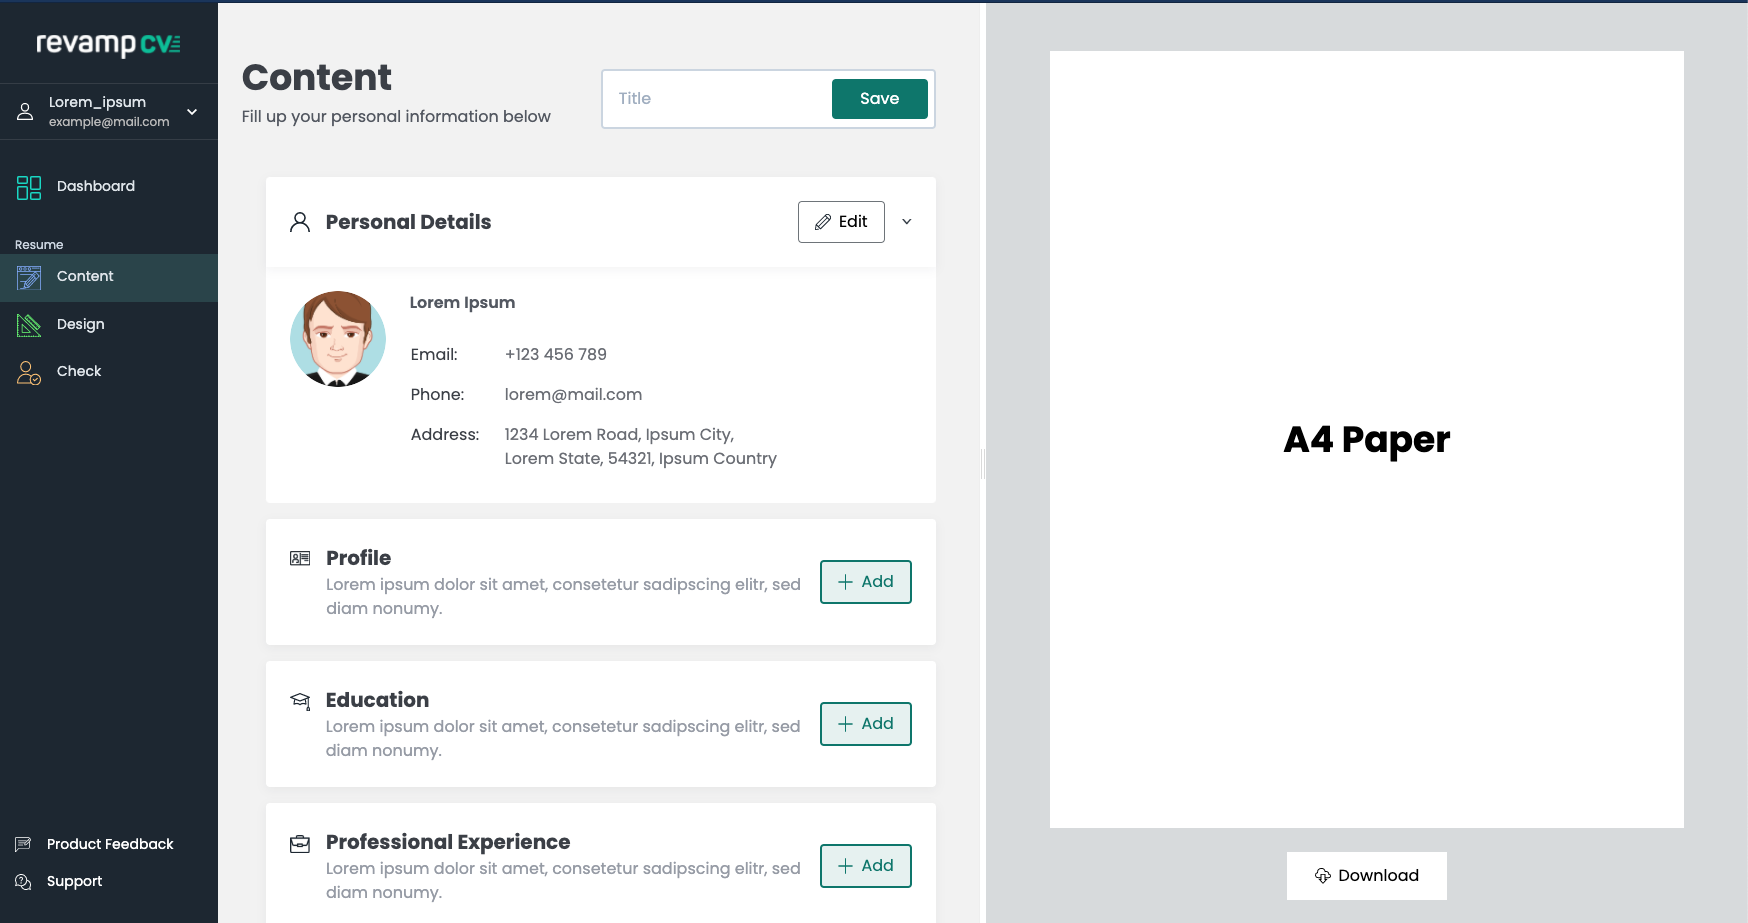 revampcv
Lorem_ipsum
example@mail.com
Dashboard
Resume
Content
Design
Check
Product Feedback
Support
Content
Fill up your personal information below
Title
Save
Personal Details
Edit
Lorem Ipsum
Email: +123 456 789
Phone: lorem@mail.com
Address: 1234 Lorem Road, Ipsum City,
Lorem State, 54321, Ipsum Country
Profile
Lorem ipsum dolor sit amet, consetetur sadipscing elitr, sed
diam nonumy.
Add
Education
Lorem ipsum dolor sit amet, consetetur sadipscing elitr, sed
diam nonumy.
Add
Professional Experience
Lorem ipsum dolor sit amet, consetetur sadipscing elitr, sed
diam nonumy.
Add
A4 Paper
Download